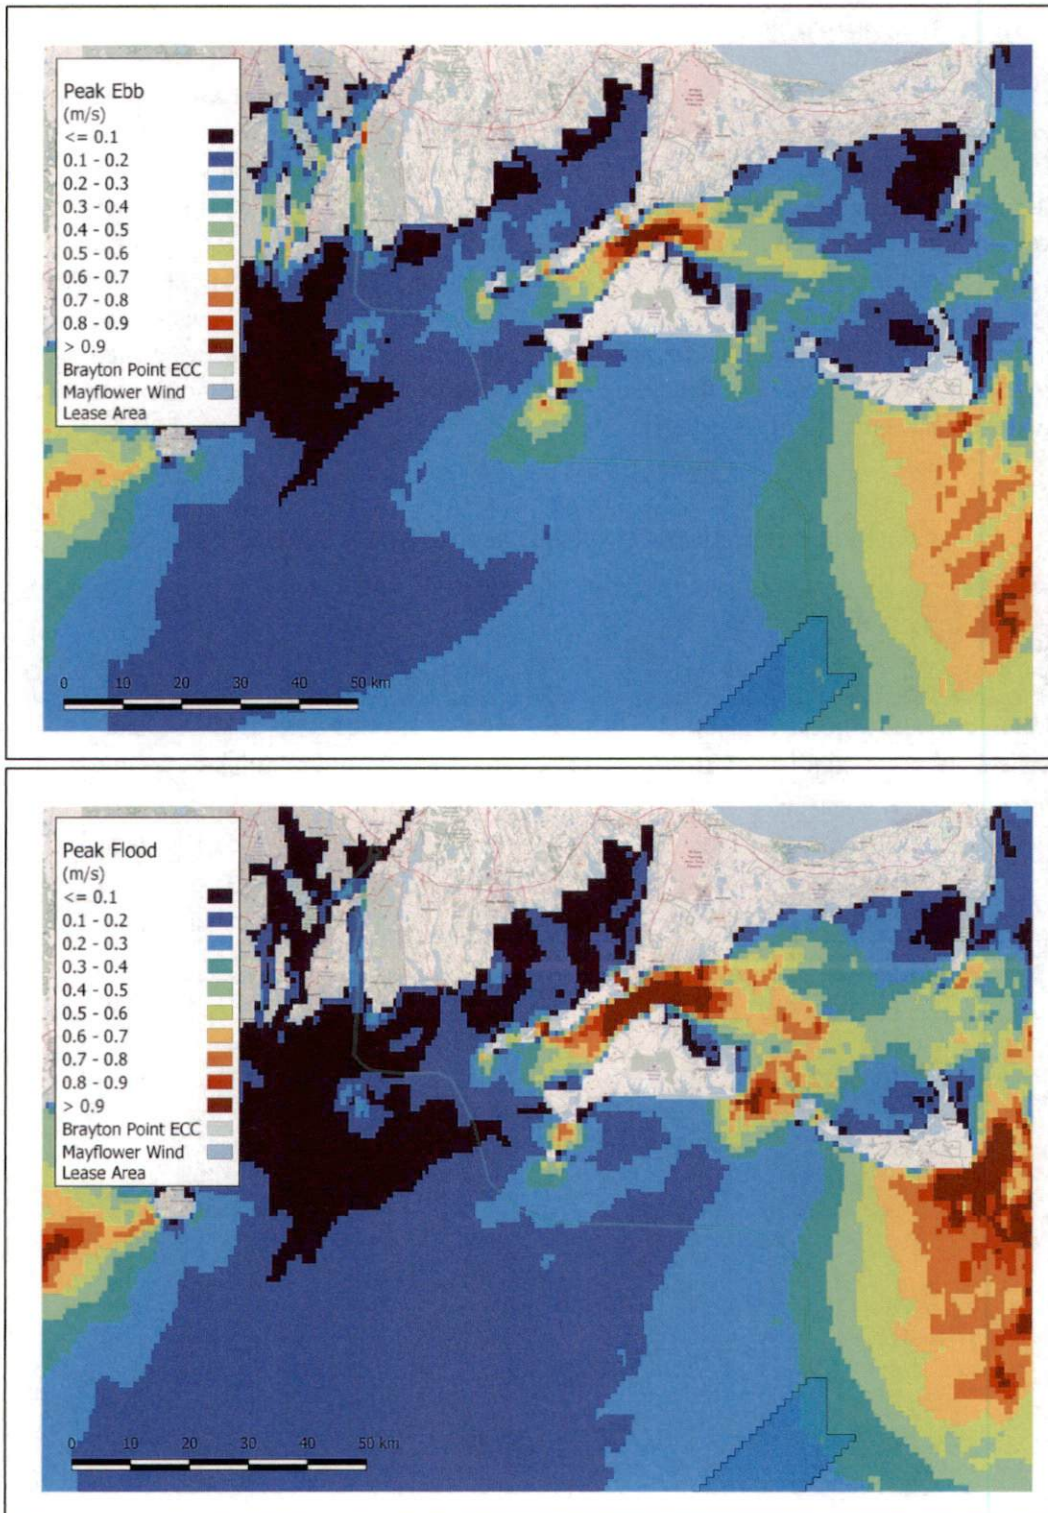 Peak Ebb
(m/s)
<= 0.1
0.1 - 0.2
0.2 - 0.3
0.3 - 0.4
0.4 - 0.5
0.5 - 0.6
0.6 - 0.7
0.7 - 0.8
0.8 - 0.9
> 0.9
Brayton Point ECC
Mayflower Wind
Lease Area
0 10 20 30 40 50 km
Peak Flood
(m/s)
<= 0.1
0.1 - 0.2
0.2 - 0.3
0.3 - 0.4
0.4 - 0.5
0.5 - 0.6
0.6 - 0.7
0.7 - 0.8
0.8 - 0.9
> 0.9
Brayton Point ECC
Mayflower Wind
Lease Area
0 10 20 30 40 50 km